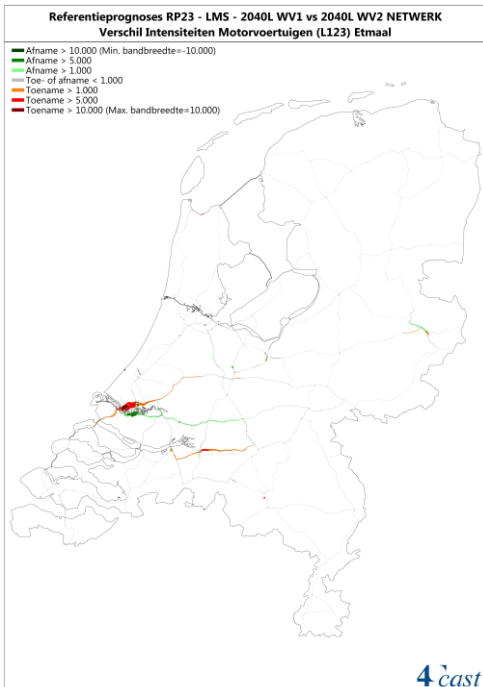 Referentieprognoses RP23 - LMS - 2040L WV1 vs 2040L WV2 NETWERK
Verschil Intensiteiten Motorvoertuigen (L123) Etmaal
Afname > 10.000 (Min. bandbreedte=-10.000)
Afname > 5.000
Afname > 1.000
Toe- of afname < 1.000
Toename > 1.000
Toename > 5.000
Toename > 10.000 (Max. bandbreedte=10.000)
4cast